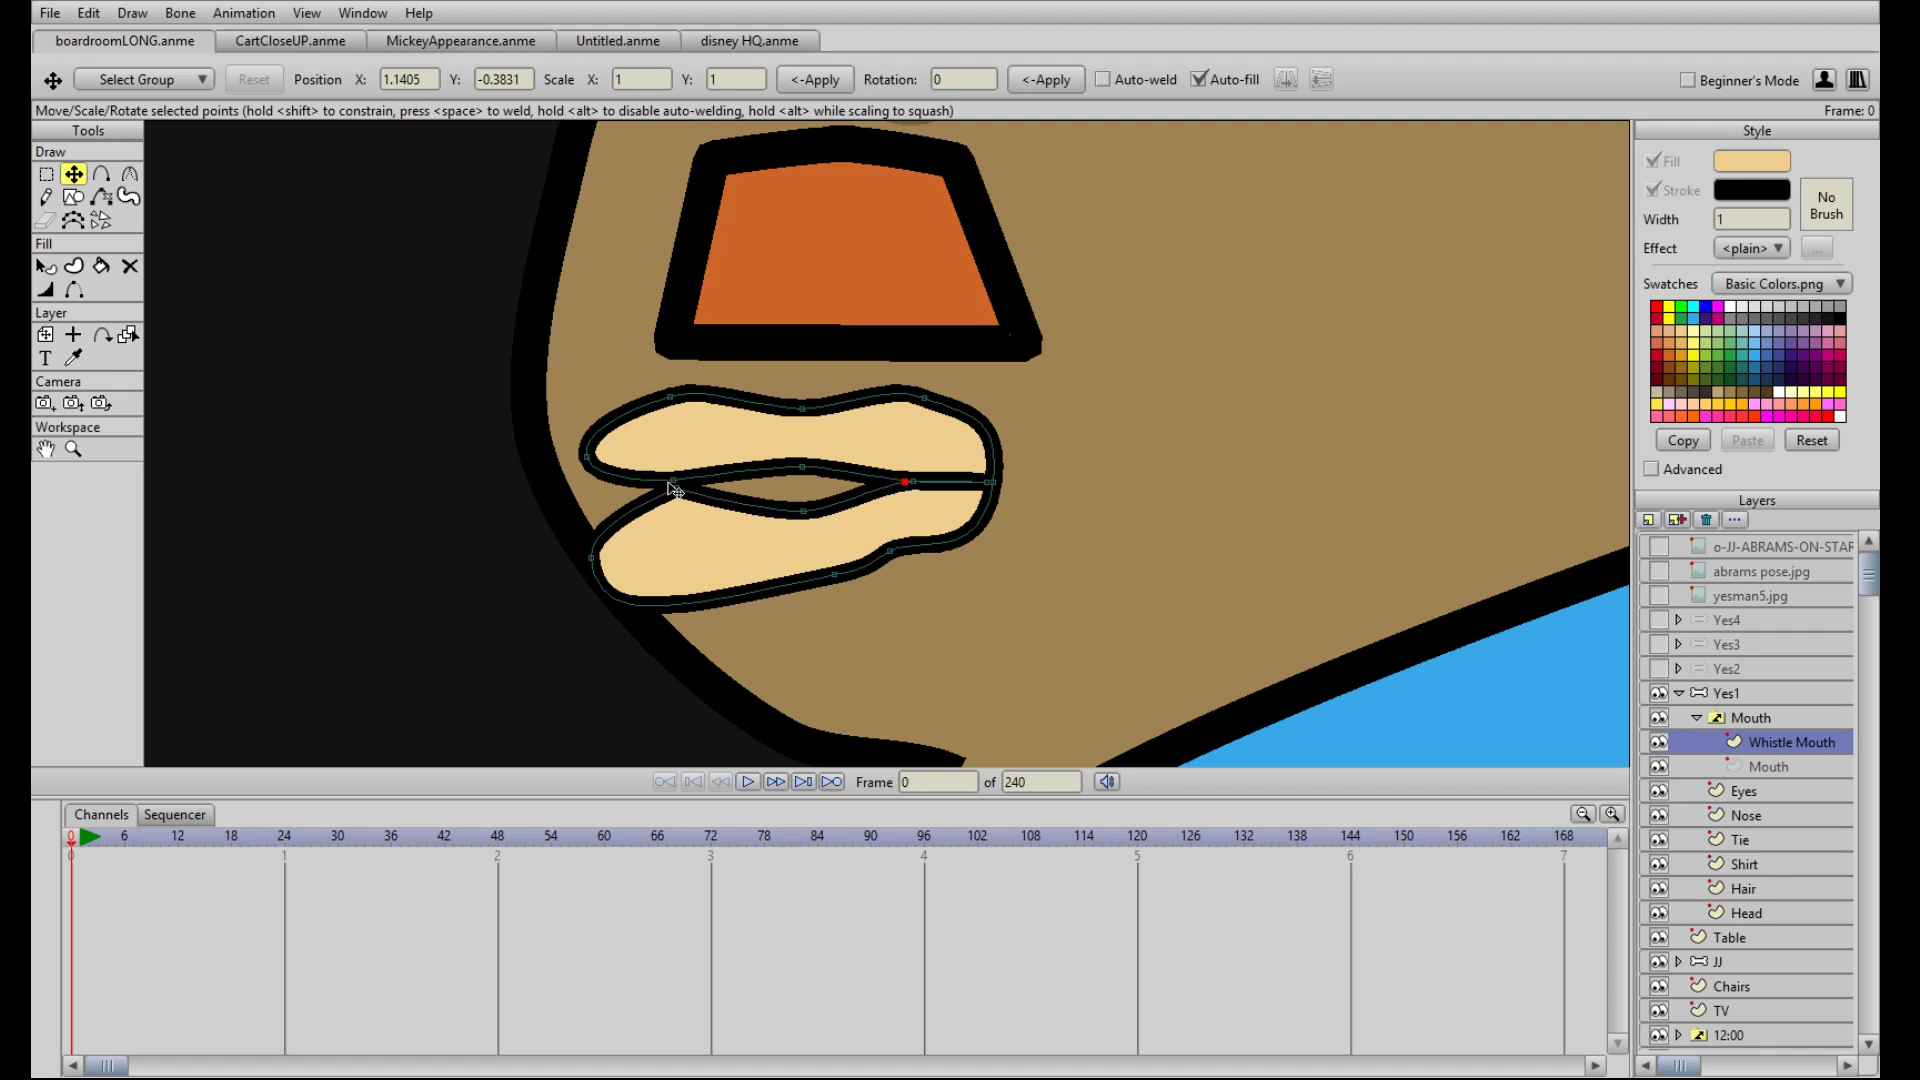 File Edit Draw Bone Animation View Window Help
boardroomLONG.anme CartCloseUP.anme MickeyAppearance.anme Untitled.anme disney HQ.anme
Select Group Reset Position X: 1.1405 Y: -0.3831 Scale X: 1 Y: 1 <-Apply Rotation: 0 <-Apply Auto-weld Auto-fill Beginner's Mode
Move/Scale/Rotate selected points (hold <shift> to constrain, press <space> to weld, hold <alt> to disable auto-welding, hold <alt> while scaling to squash) Frame: 0
Tools
Draw
Fill
Layer
T
Camera
Workspace
Style
Fill
Stroke
No Brush
Width 1
Effect <plain> ...
Swatches Basic Colors.png
Copy Paste Reset
Advanced
Layers
o-JJ-ABRAMS-ON-STAR
abrams pose.jpg
yesman5.jpg
Yes4
Yes3
Yes2
Yes1
Mouth
Whistle Mouth
Mouth
Eyes
Nose
Tie
Shirt
Hair
Head
Table
JJ
Chairs
TV
12:00
Frame 0 of 240
Channels Sequencer
0 6 12 18 24 30 36 42 48 54 60 66 72 78 84 90 96 102 108 114 120 126 132 138 144 150 156 162 168
0 1 2 3 4 5 6 7